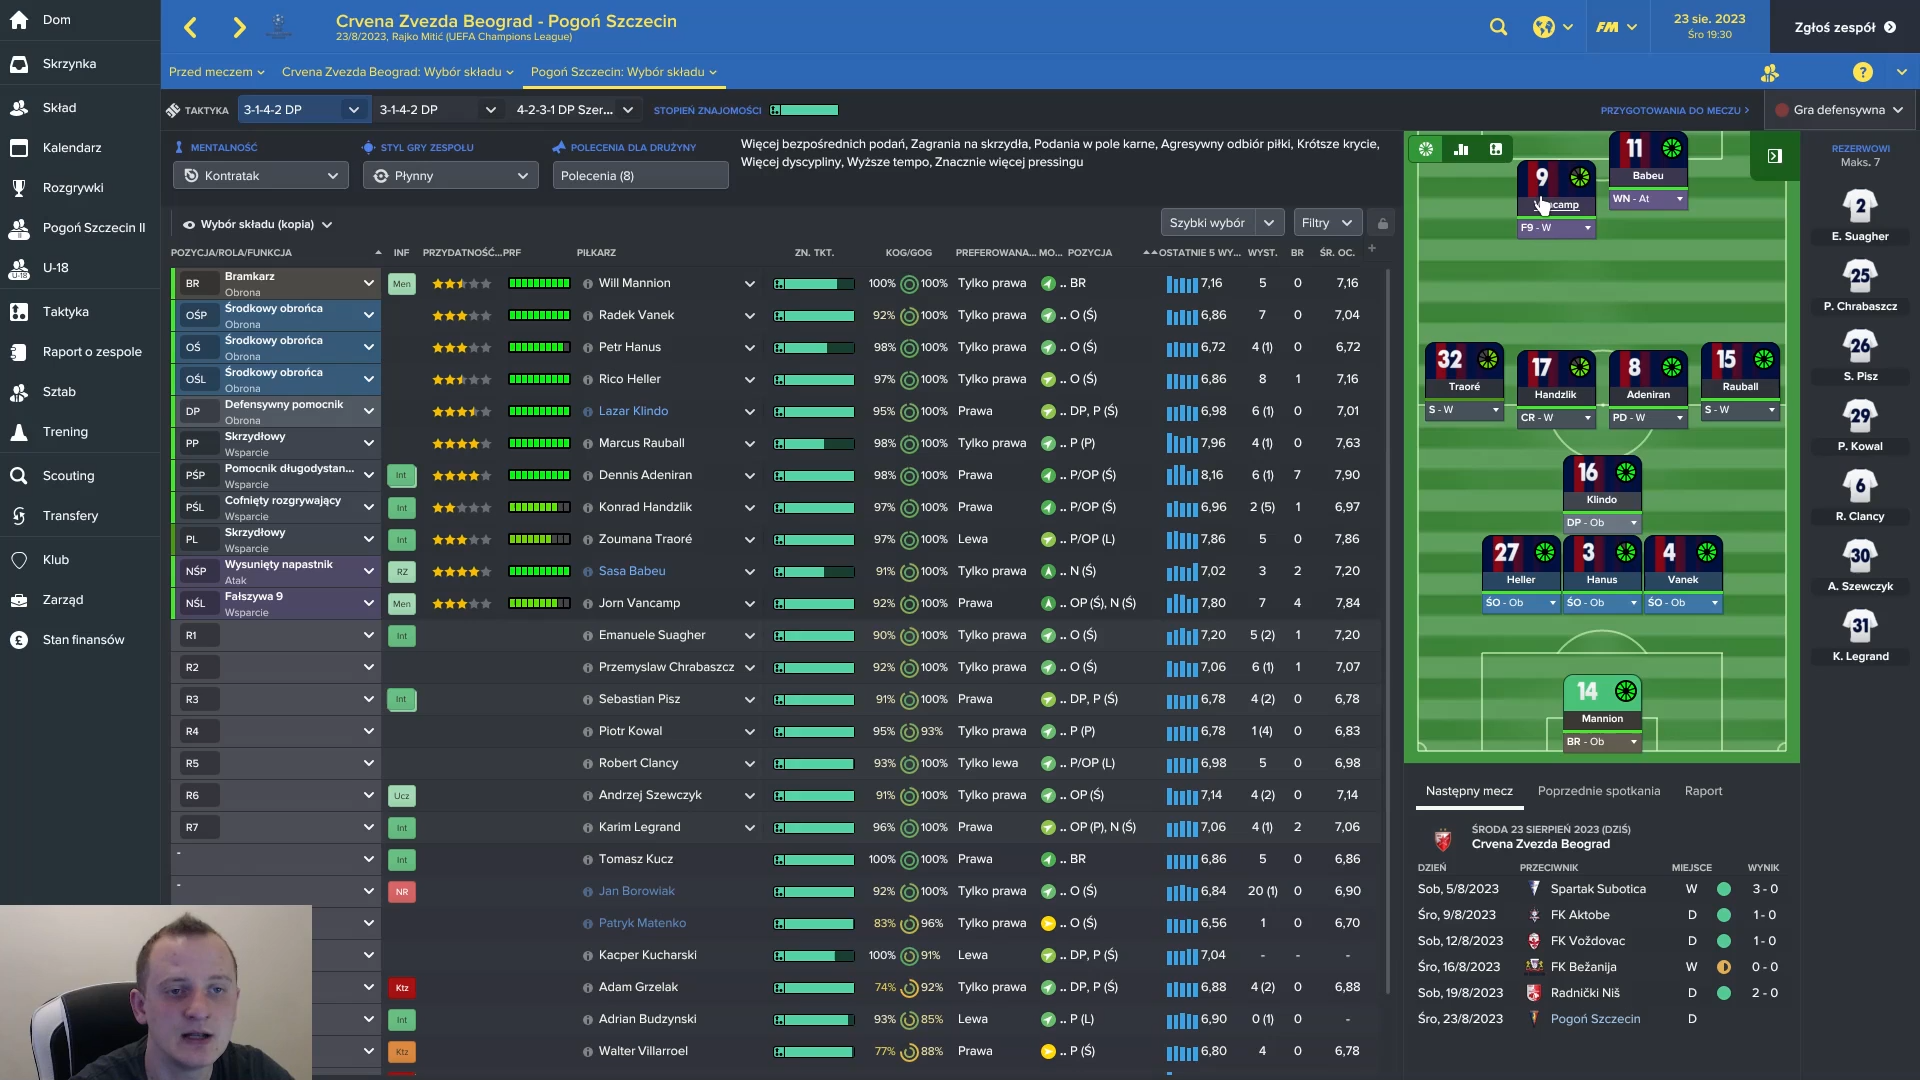 Dom
Skrzynka
Skład
Kalendarz
Rozgrywki
Pogoń Szczecin II
U-18
Taktyka
Raport o zespole
Sztab
Trening
Scouting
Transfery
Klub
Zarząd
Stan finansów
Crvena Zvezda Beograd - Pogoń Szczecin
23/8/2023, Rajko Mitić (UEFA Champions League)
FM
23 sie. 2023
Śro 19:30
Zgłoś zespół
Przed meczem
Crvena Zvezda Beograd: Wybór składu
Pogoń Szczecin: Wybór składu
TAKTYKA
3-1-4-2 DP
3-1-4-2 DP
4-2-3-1 DP Szer...
STOPIEŃ ZNAJOMOŚCI
PRZYGOTOWANIA DO MECZU >
Gra defensywna
MENTALNOŚĆ
Kontratak
STYL GRY ZESPOŁU
Płynny
POLECENIA DLA DRUŻYNY
Polecenia (8)
Więcej bezpośrednich podań, Zagrania na skrzydła, Podania w pole karne, Agresywny odbiór piłki, Krótsze krycie,
Więcej dyscypliny, Wyższe tempo, Znacznie więcej pressingu
Wybór składu (kopia)
Szybki wybór
Filtry
POZYCJA/ROLA/FUNKCJA INF PRZYDATNOŚĆ... PRF PIŁKARZ ZN. TKT. KOG/GOG PREFEROWANA... MO... POZYCJA OSTATNIE 5 WY... WYST. BR ŚR. OC.
BR Bramkarz Obrona Men Will Mannion 100% 100% Tylko prawa .. BR 7,16 5 0 7,16
OŚP Środkowy obrońca Obrona Radek Vanek 92% 100% Tylko prawa .. O (Ś) 6,86 7 0 7,04
OŚ Środkowy obrońca Obrona Petr Hanus 98% 100% Tylko prawa .. O (Ś) 6,72 4 (1) 0 6,72
OŚL Środkowy obrońca Obrona Rico Heller 97% 100% Tylko prawa .. O (Ś) 6,86 8 1 7,16
DP Defensywny pomocnik Obrona Lazar Klindo 95% 100% Prawa .. DP, P (Ś) 6,98 6 (1) 0 7,01
PP Skrzydłowy Wsparcie Marcus Rauball 98% 100% Tylko prawa .. P (P) 7,96 4 (1) 0 7,63
PŚP Pomocnik długodystan... Wsparcie Int Dennis Adeniran 98% 100% Prawa .. P/OP (Ś) 8,16 6 (1) 7 7,90
PŚL Cofnięty rozgrywający Wsparcie Int Konrad Handzlik 97% 100% Prawa .. P/OP (Ś) 6,96 2 (5) 1 6,97
PL Skrzydłowy Wsparcie Int Zoumana Traoré 97% 100% Lewa .. P/OP (L) 7,86 5 0 7,86
NŚP Wysunięty napastnik Atak RZ Sasa Babeu 91% 100% Tylko prawa .. N (Ś) 7,02 3 2 7,20
NŚL Fałszywa 9 Wsparcie Men Jorn Vancamp 92% 100% Tylko prawa .. OP (Ś), N (Ś) 7,80 7 4 7,84
R1 Int Emanuele Suagher 90% 100% Tylko prawa .. O (Ś) 7,20 5 (2) 1 7,20
R2 Przemyslaw Chrabaszcz 92% 100% Tylko prawa .. O (Ś) 7,06 6 (1) 1 7,07
R3 Int Sebastian Pisz 91% 100% Prawa .. DP, P (Ś) 6,78 4 (2) 0 6,78
R4 Piotr Kowal 95% 93% Tylko prawa .. P (P) 6,78 1 (4) 0 6,83
R5 Robert Clancy 93% 100% Tylko lewa .. P/OP (L) 6,98 5 0 6,98
R6 Ucz Andrzej Szewczyk 91% 100% Tylko prawa .. OP (Ś) 7,14 4 (2) 0 7,14
R7 Int Karim Legrand 96% 100% Prawa .. OP (P), N (Ś) 7,06 4 (1) 2 7,06
- Int Tomasz Kucz 100% 100% Prawa .. BR 6,86 5 0 6,86
- NR Jan Borowiak 92% 100% Tylko prawa .. O (Ś) 6,84 20 (1) 0 6,90
Patryk Matenko 83% 96% Tylko prawa .. O (Ś) 6,56 1 0 6,70
Kacper Kucharski 100% 91% Lewa .. DP, P (Ś) 7,04 - - -
Ktz Adam Grzelak 74% 92% Tylko prawa .. DP, P (Ś) 6,88 4 (2) 0 6,88
Int Adrian Budzynski 93% 85% Lewa .. P (L) 6,90 0 (1) 0 -
Ktz Walter Villarroel 77% 88% Prawa .. P (Ś) 6,80 4 0 6,78
11 Babeu WN - At
9 F9 - W
32 Traoré S - W
17 Handzlik CR - W
8 Adeniran PD - W
15 Rauball S - W
16 Klindo DP - Ob
27 Heller ŚO - Ob
3 Hanus ŚO - Ob
4 Vanek ŚO - Ob
14 Mannion BR - Ob
REZERWOWI
Maks. 7
2
E. Suagher
25
P. Chrabaszcz
26
S. Pisz
29
P. Kowal
6
R. Clancy
30
A. Szewczyk
31
K. Legrand
Następny mecz
Poprzednie spotkania
Raport
ŚRODA 23 SIERPIEŃ 2023 (DZIŚ)
Crvena Zvezda Beograd
DZIEŃ PRZECIWNIK MIEJSCE WYNIK
Sob, 5/8/2023 Spartak Subotica W 3 - 0
Śro, 9/8/2023 FK Aktobe D 1 - 0
Sob, 12/8/2023 FK Voždovac D 1 - 0
Śro, 16/8/2023 FK Bežanija W 0 - 0
Sob, 19/8/2023 Radnički Niš D 2 - 0
Śro, 23/8/2023 Pogoń Szczecin D